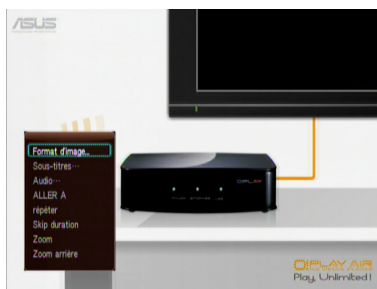 ASUS
Format d'image...
Sous-titres...
Audio...
ALLER A
répéter
Skip duration
Zoom
Zoom arrière
O!PLAY AIR
Play, Unlimited!